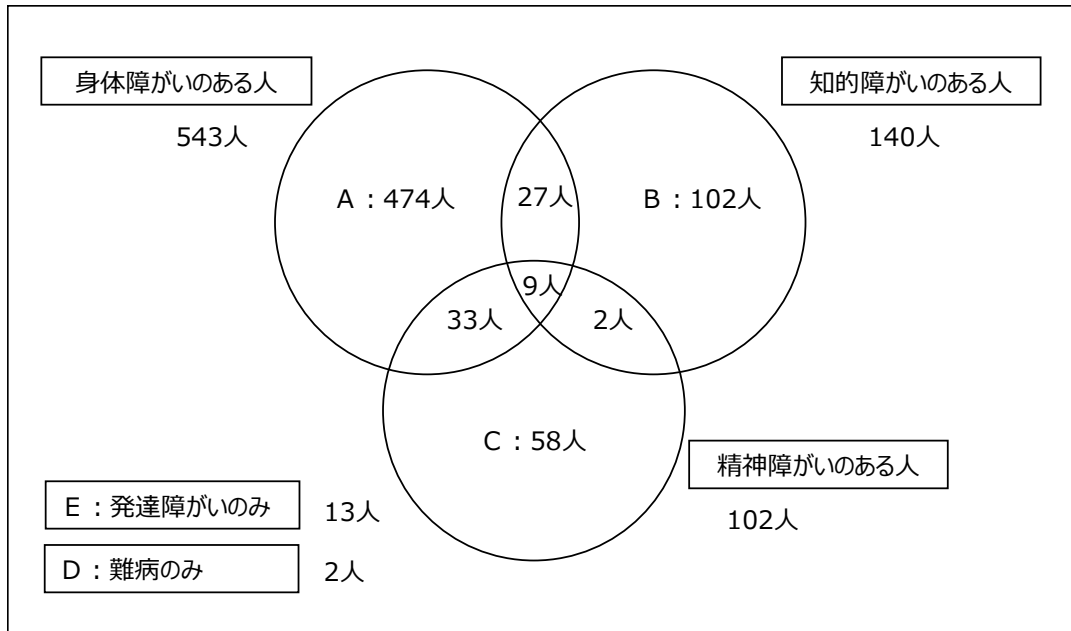 身体障がいのある人
知的障がいのある人
543人
140人
A：474人
27人
B：102人
9人
33人
2人
C：58人
精神障がいのある人
102人
E：発達障がいのみ
13人
D：難病のみ
2人